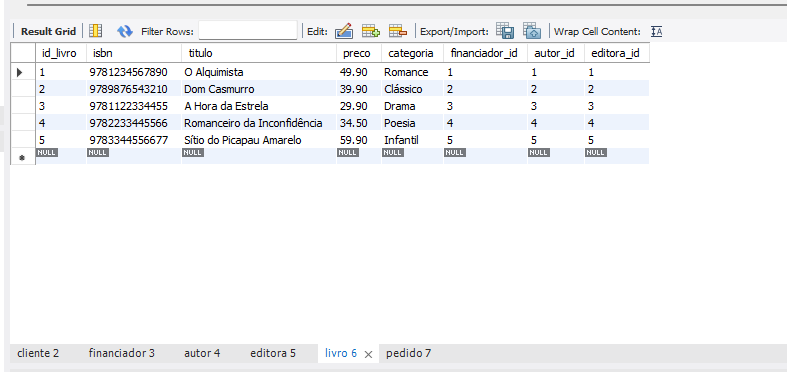 Result Grid Filter Rows: Edit: Export/Import: Wrap Cell Content: IA
id_livro isbn titulo preco categoria financiador_id autor_id editora_id
1 9781234567890 O Alquimista 49.90 Romance 1 1 1
2 9789876543210 Dom Casmurro 39.90 Clássico 2 2 2
3 9781122334455 A Hora da Estrela 29.90 Drama 3 3 3
4 9782233445566 Romanceiro da Inconfidência 34.50 Poesia 4 4 4
5 9783344556677 Sítio do Picapau Amarelo 59.90 Infantil 5 5 5
NULL NULL NULL NULL NULL NULL NULL NULL
cliente 2 financiador 3 autor 4 editora 5 livro 6 pedido 7